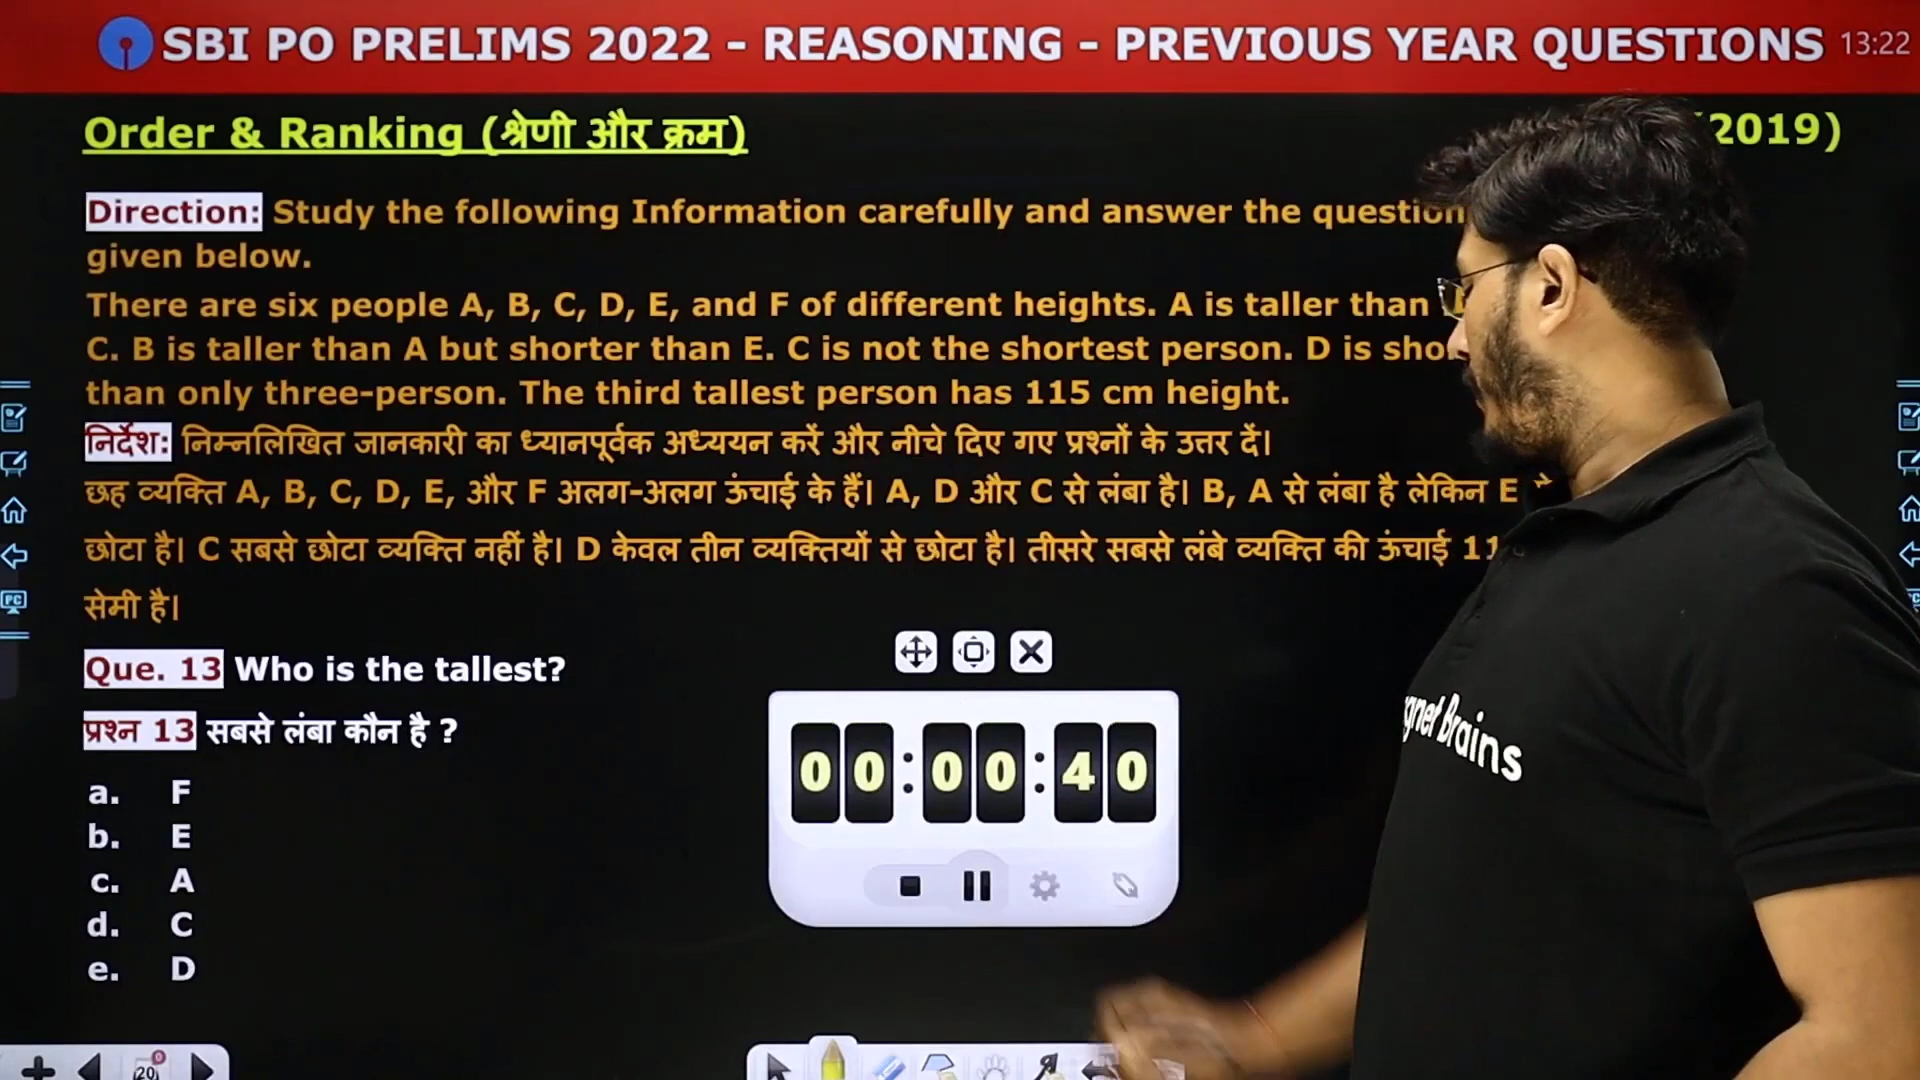 SBI PO PRELIMS 2022 - REASONING - PREVIOUS YEAR QUESTIONS 13:22
Order & Ranking (श्रेणी और क्रम)
2019)
Direction: Study the following Information carefully and answer the question
given below.
There are six people A, B, C, D, E, and F of different heights. A is taller than
C. B is taller than A but shorter than E. C is not the shortest person. D is
than only three-person. The third tallest person has 115 cm height.
निर्देश: निम्नलिखित जानकारी का ध्यानपूर्वक अध्ययन करें और नीचे दिए गए प्रश्नों के उत्तर दें।
छह व्यक्ति A, B, C, D, E, और F अलग-अलग ऊंचाई के हैं। A, D और C से लंबा है। B, A से लंबा है लेकिन E
छोटा है। C सबसे छोटा व्यक्ति नहीं है। D केवल तीन व्यक्तियों से छोटा है। तीसरे सबसे लंबे व्यक्ति की ऊंचाई
सेमी है।
Que. 13 Who is the tallest?
प्रश्न 13 सबसे लंबा कौन है ?
a. F
b. E
c. A
d. C
e. D
00:00:40
Brains
PC
20
0